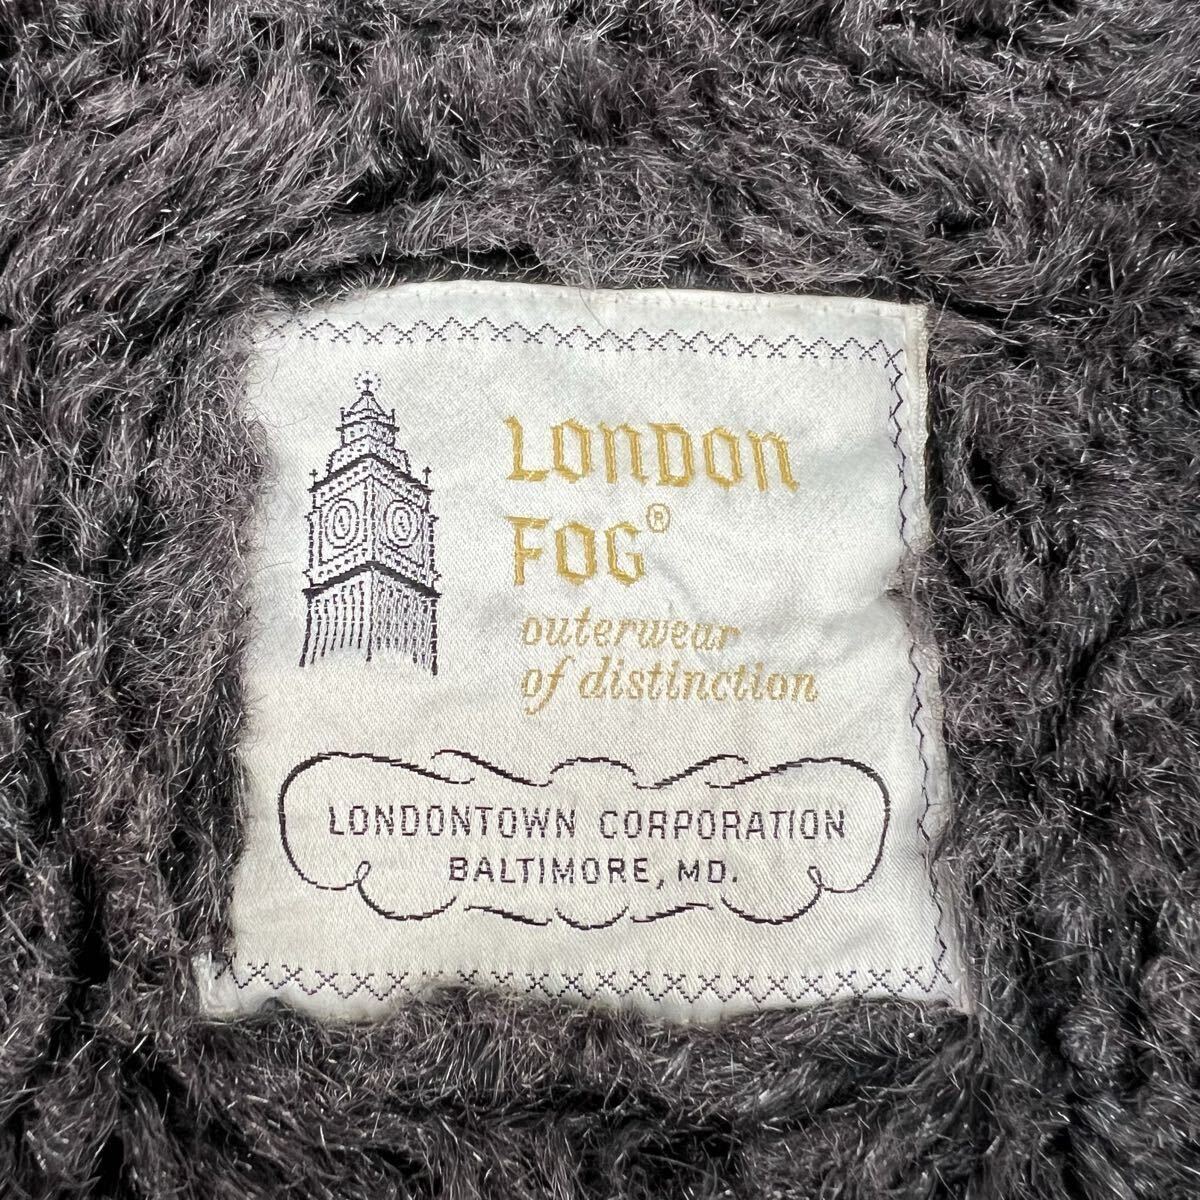 LONDON
FOG®
outerwear
of distinction
LONDONTOWN CORPORATION
BALTIMORE, MD.